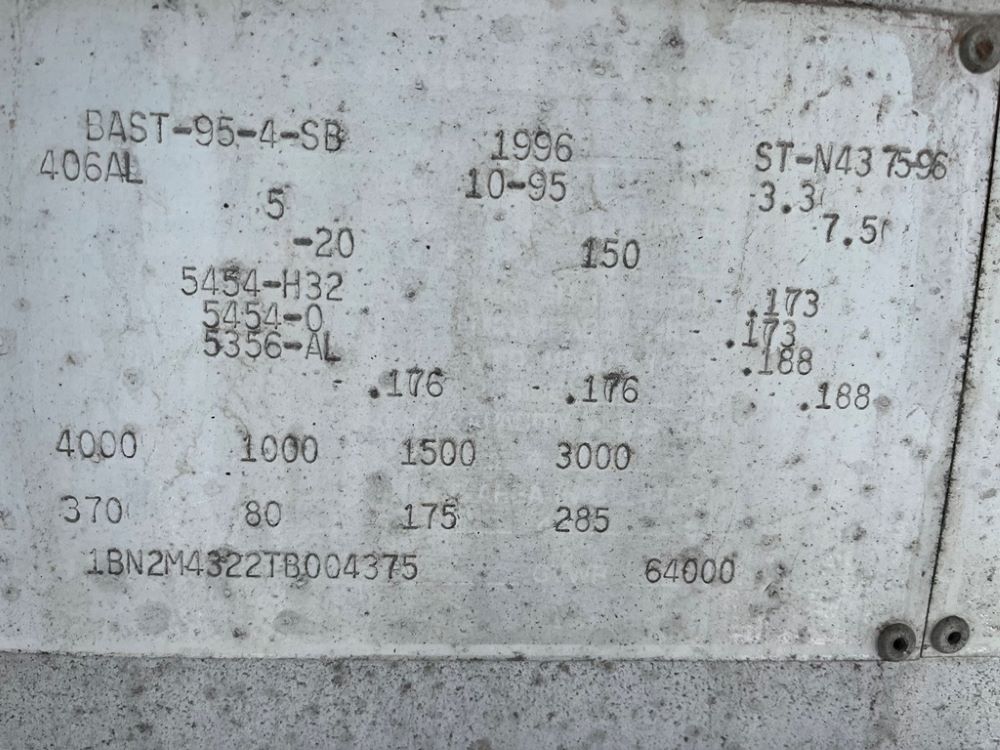 BAST-95-4-SB 1996 ST-N43 75-96
406AL 10-95 3.3
5 7.5
-20 150
5454-H32 .173
5454-0 .173
5356-AL .188
.176 .176 .188
4000 1000 1500 3000
370 80 175 285
1BN2M4322TB004375 64000